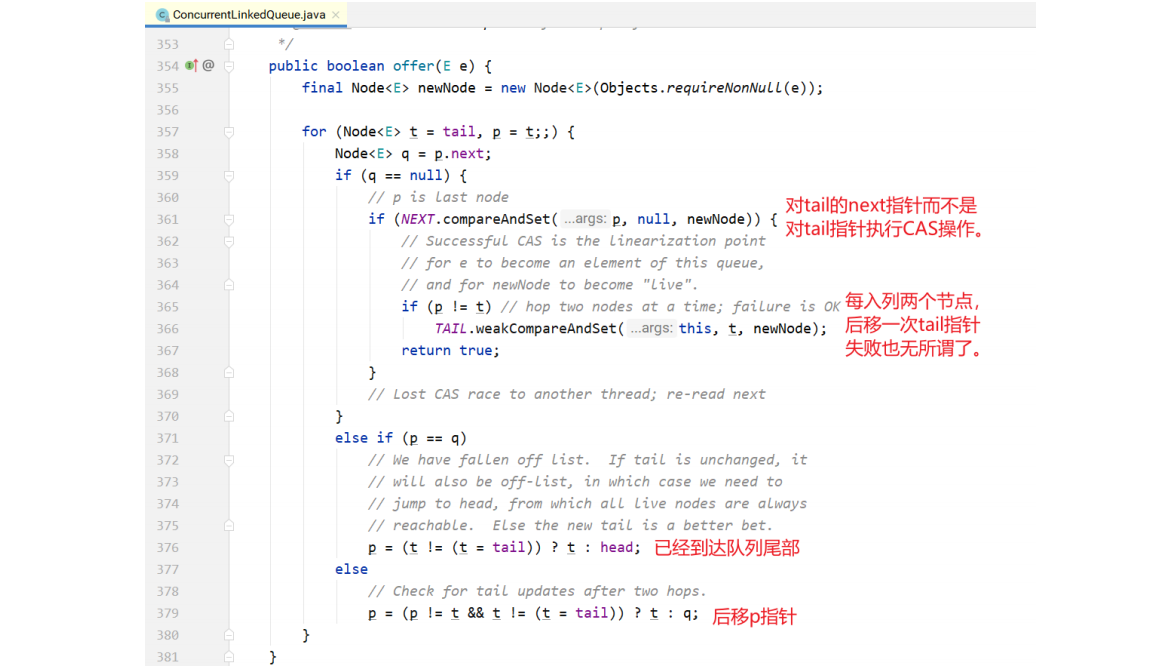 ConcurrentLinkedQueue.java
353 */
354 public boolean offer(E e) {
355 final Node<E> newNode = new Node<E>(Objects.requireNonNull(e));
356
357 for (Node<E> t = tail, p = t;;) {
358 Node<E> q = p.next;
359 if (q == null) {
360 // p is last node
361 if (NEXT.compareAndSet( ...args: p, null, newNode)) {
对tail的next指针而不是
对tail指针执行CAS操作。
362 // Successful CAS is the linearization point
363 // for e to become an element of this queue,
364 // and for newNode to become "live".
365 if (p != t) // hop two nodes at a time; failure is OK
366 TAIL.weakCompareAndSet( ...args: this, t, newNode);
每入列两个节点，
后移一次tail指针
失败也无所谓了。
367 return true;
368 }
369 // Lost CAS race to another thread; re-read next
370 }
371 else if (p == q)
372 // We have fallen off list.  If tail is unchanged, it
373 // will also be off-list, in which case we need to
374 // jump to head, from which all live nodes are always
375 // reachable.  Else the new tail is a better bet.
376 p = (t != (t = tail)) ? t : head; 已经到达队列尾部
377 else
378 // Check for tail updates after two hops.
379 p = (p != t && t != (t = tail)) ? t : q; 后移p指针
380 }
381 }